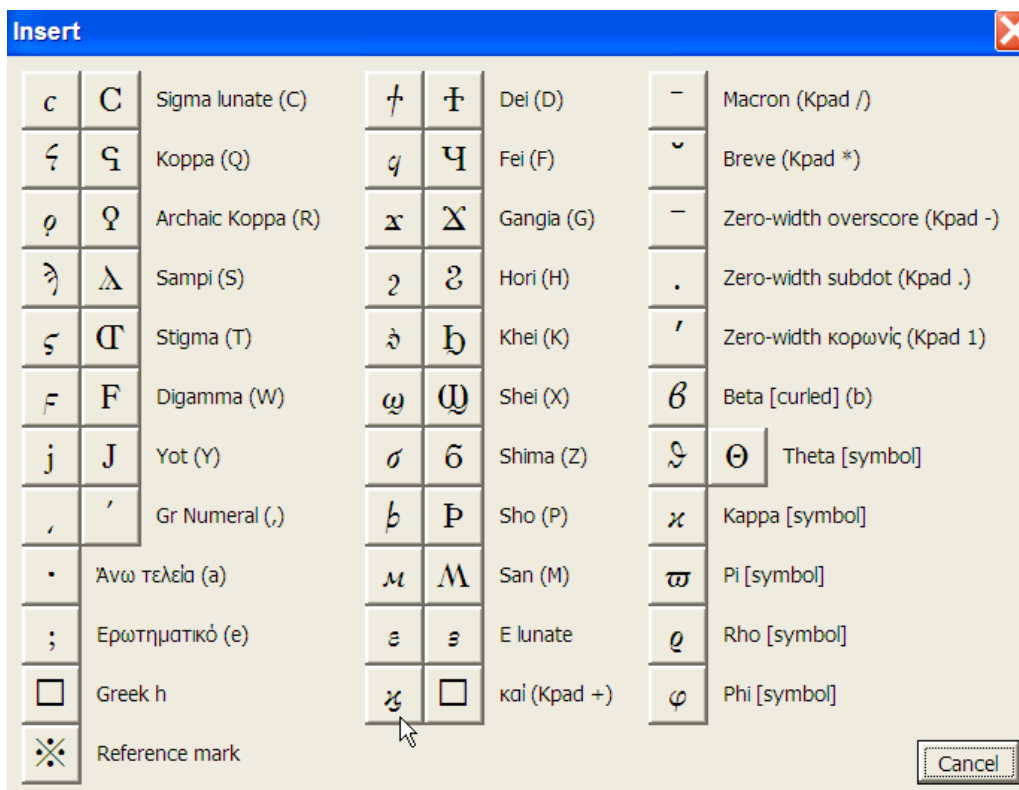 Insert
c C Sigma lunate (C)
ϟ Ҁ Koppa (Q)
ϙ Ϙ Archaic Koppa (R)
ϡ Ϡ Sampi (S)
ϛ Ϛ Stigma (T)
ϝ F Digamma (W)
j J Yot (Y)
͵ ʹ Gr Numeral (,)
· Άνω τελεία (a)
; Ερωτηματικό (e)
□ Greek h
※ Reference mark
ϯ Ϯ Dei (D)
ϥ Ϥ Fei (F)
ϫ Ϫ Gangia (G)
ϩ Ϩ Hori (H)
ϧ Ϧ Khei (K)
ϣ Ϣ Shei (X)
ϭ Ϭ Shima (Z)
ϸ Ϸ Sho (P)
ϻ Ϻ San (M)
ϵ ϶ E lunate
ϗ □ καί (Kpad +)
¯ Macron (Kpad /)
˘ Breve (Kpad *)
‾ Zero-width overscore (Kpad -)
. Zero-width subdot (Kpad .)
᾽ Zero-width κορωνίς (Kpad 1)
ϐ Beta [curled] (b)
ϑ ϴ Theta [symbol]
ϰ Kappa [symbol]
ϖ Pi [symbol]
ϱ Rho [symbol]
φ Phi [symbol]
Cancel